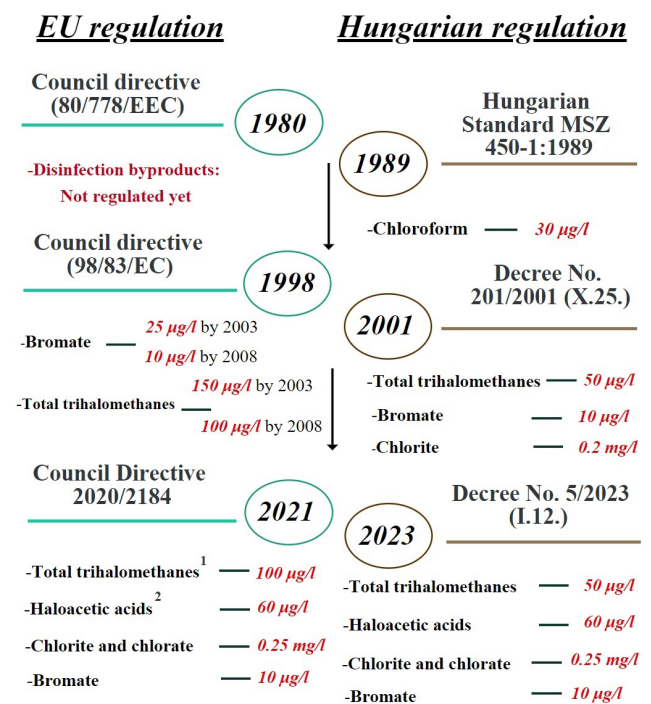 EU regulation
Hungarian regulation
Council directive
(80/778/EEC)
1980
-Disinfection byproducts:
Not regulated yet
Hungarian
Standard MSZ
450-1:1989
1989
-Chloroform
30 µg/l
Council directive
(98/83/EC)
1998
-Bromate
25 µg/l by 2003
10 µg/l by 2008
-Total trihalomethanes
150 µg/l by 2003
100 µg/l by 2008
Decree No.
201/2001 (X.25.)
2001
-Total trihalomethanes
50 µg/l
-Bromate
10 µg/l
-Chlorite
0.2 mg/l
Council Directive
2020/2184
2021
-Total trihalomethanes1
100 µg/l
-Haloacetic acids2
60 µg/l
-Chlorite and chlorate
0.25 mg/l
-Bromate
10 µg/l
Decree No. 5/2023
(I.12.)
2023
-Total trihalomethanes
50 µg/l
-Haloacetic acids
60 µg/l
-Chlorite and chlorate
0.25 mg/l
-Bromate
10 µg/l